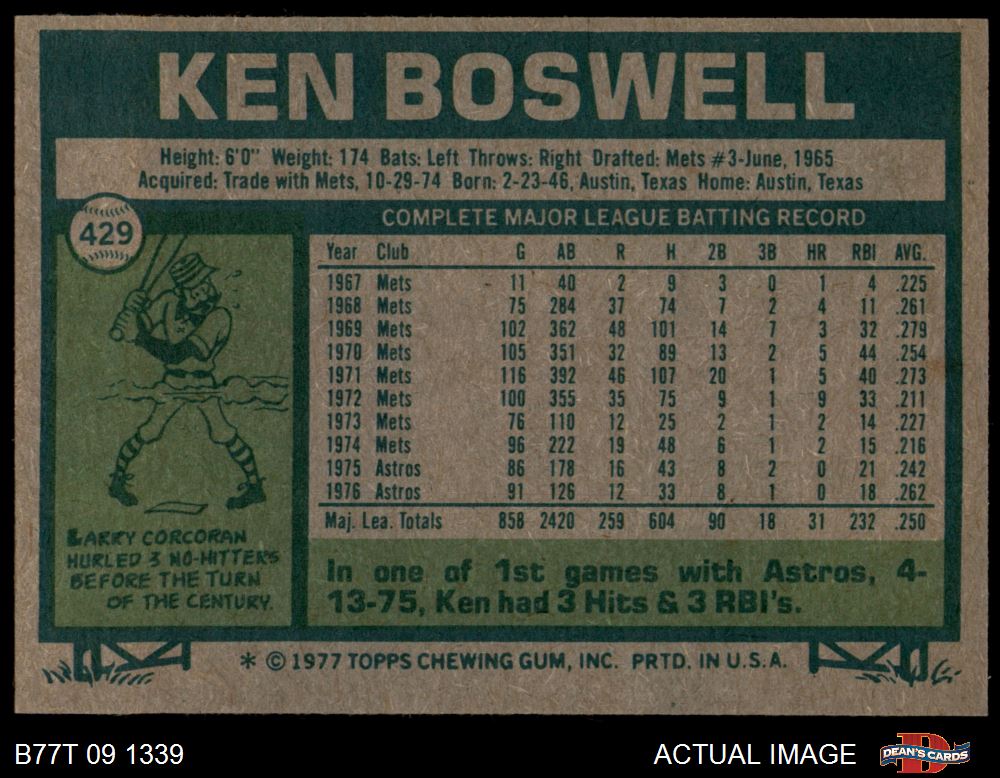 KEN BOSWELL
Height: 6'0" Weight: 174 Bats: Left Throws: Right Drafted: Mets #3-June, 1965
Acquired: Trade with Mets, 10-29-74 Born: 2-23-46, Austin, Texas Home: Austin, Texas
429
COMPLETE MAJOR LEAGUE BATTING RECORD
Year Club G AB R H 2B 3B HR RBI AVG.
1967 Mets 11 40 2 9 3 0 1 4 .225
1968 Mets 75 284 37 74 7 2 4 11 .261
1969 Mets 102 362 48 101 14 7 3 32 .279
1970 Mets 105 351 32 89 13 2 5 44 .254
1971 Mets 116 392 46 107 20 1 5 40 .273
1972 Mets 100 355 35 75 9 1 9 33 .211
1973 Mets 76 110 12 25 2 1 2 14 .227
1974 Mets 96 222 19 48 6 1 2 15 .216
1975 Astros 86 178 16 43 8 2 0 21 .242
1976 Astros 91 126 12 33 8 1 0 18 .262
Maj. Lea. Totals 858 2420 259 604 90 18 31 232 .250
LARRY CORCORAN
HURLED 3 NO-HITTERS
BEFORE THE TURN
OF THE CENTURY.
In one of 1st games with Astros, 4-
13-75, Ken had 3 Hits & 3 RBI's.
* © 1977 TOPPS CHEWING GUM, INC. PRTD. IN U.S.A.
B77T 09 1339
ACTUAL IMAGE
DEAN'S CARDS